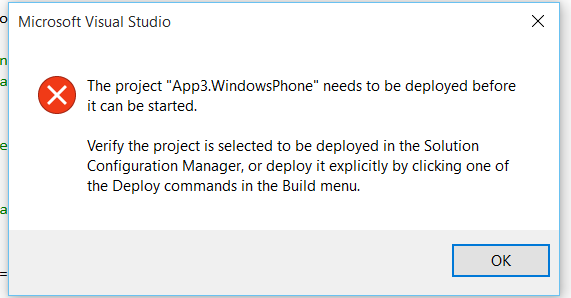 Microsoft Visual Studio
The project "App3.WindowsPhone" needs to be deployed before
it can be started.
Verify the project is selected to be deployed in the Solution
Configuration Manager, or deploy it explicitly by clicking one of
the Deploy commands in the Build menu.
OK